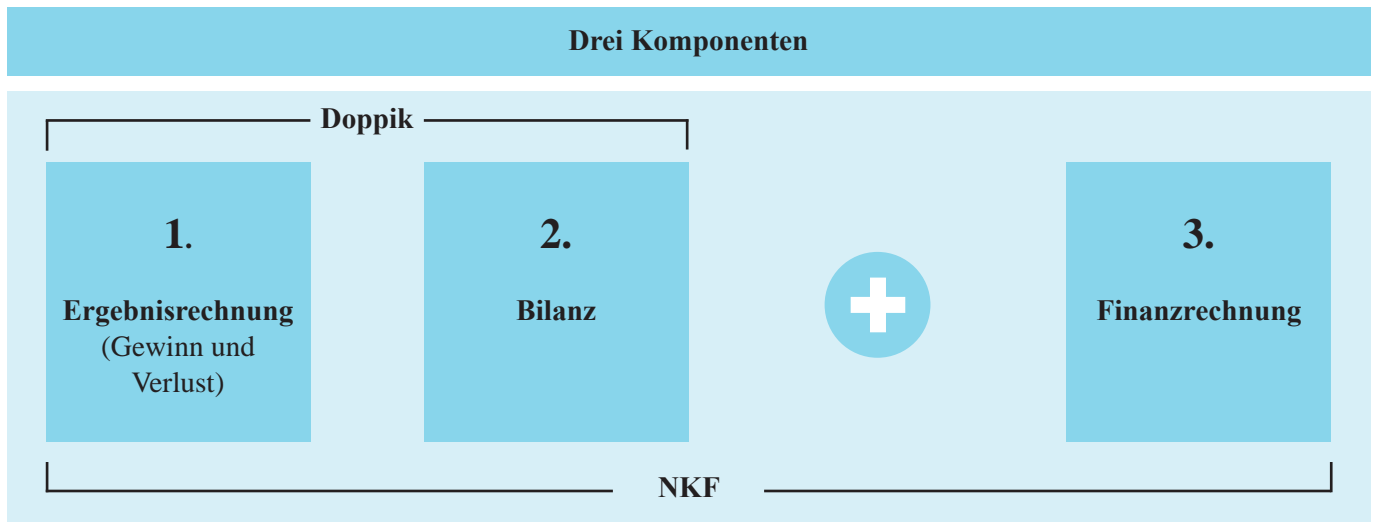 Drei Komponenten
Doppik
1.
Ergebnisrechnung
(Gewinn und
Verlust)
2.
Bilanz
3.
Finanzrechnung
NKF